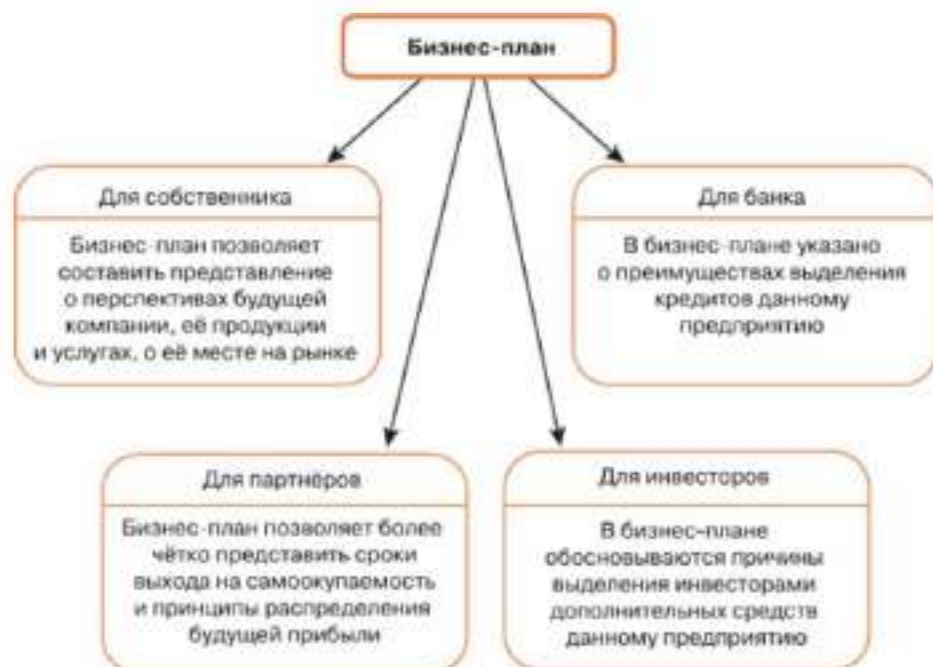 Бизнес-план
Для собственника
Бизнес-план позволяет
составить представление
о перспективах будущей
компании, её продукции
и услугах, о её месте на рынке
Для банка
В бизнес-плане указано
о преимуществах выделения
кредитов данному
предприятию
Для партнёров
Бизнес-план позволяет более
чётко представить сроки
выхода на самоокупаемость
и принципы распределения
будущей прибыли
Для инвесторов
В бизнес-плане
обосновываются причины
выделения инвесторами
дополнительных средств
данному предприятию